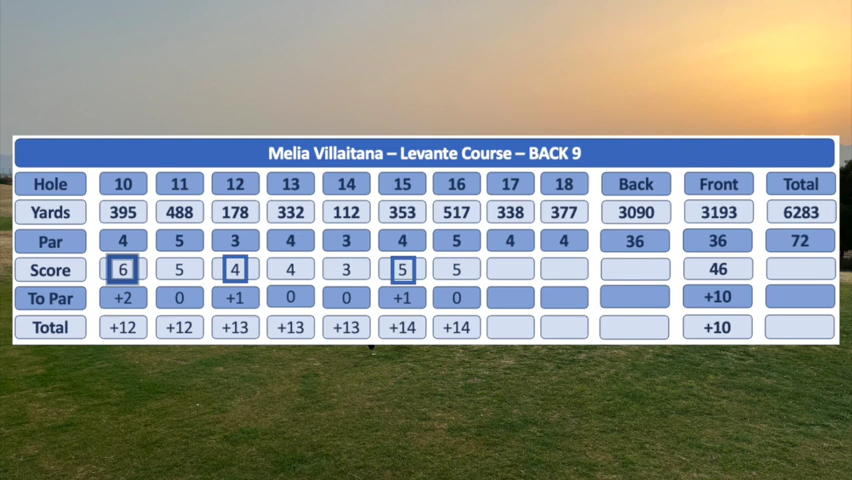 Melia Villaitana – Levante Course – BACK 9
Hole 10 11 12 13 14 15 16 17 18 Back Front Total
Yards 395 488 178 332 112 353 517 338 377 3090 3193 6283
Par 4 5 3 4 3 4 5 4 4 36 36 72
Score 6 5 4 4 3 5 5 46
To Par +2 0 +1 0 0 +1 0 +10
Total +12 +12 +13 +13 +13 +14 +14 +10